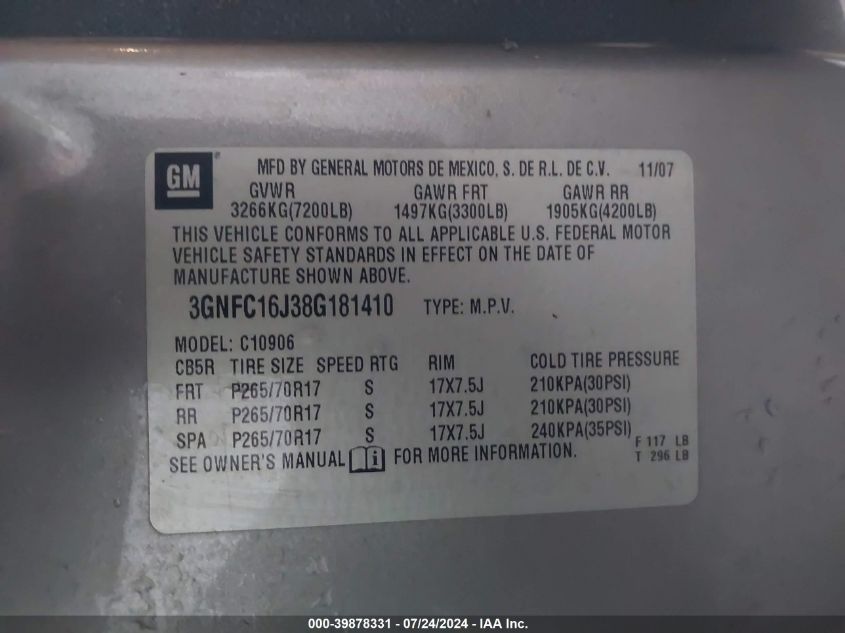 GM
MFD BY GENERAL MOTORS DE MEXICO, S. DE R.L. DE C.V. 11/07
GVWR GAWR FRT GAWR RR
3266KG(7200LB) 1497KG(3300LB) 1905KG(4200LB)
THIS VEHICLE CONFORMS TO ALL APPLICABLE U.S. FEDERAL MOTOR
VEHICLE SAFETY STANDARDS IN EFFECT ON THE DATE OF
MANUFACTURE SHOWN ABOVE.
3GNFC16J38G181410 TYPE: M.P.V.
MODEL: C10906
CB5R TIRE SIZE SPEED RTG RIM COLD TIRE PRESSURE
FRT P265/70R17 S 17X7.5J 210KPA(30PSI)
RR P265/70R17 S 17X7.5J 210KPA(30PSI)
SPA P265/70R17 S 17X7.5J 240KPA(35PSI)
F 117 LB
T 296 LB
SEE OWNER'S MANUAL i FOR MORE INFORMATION.
000-39878331 - 07/24/2024 - IAA Inc.